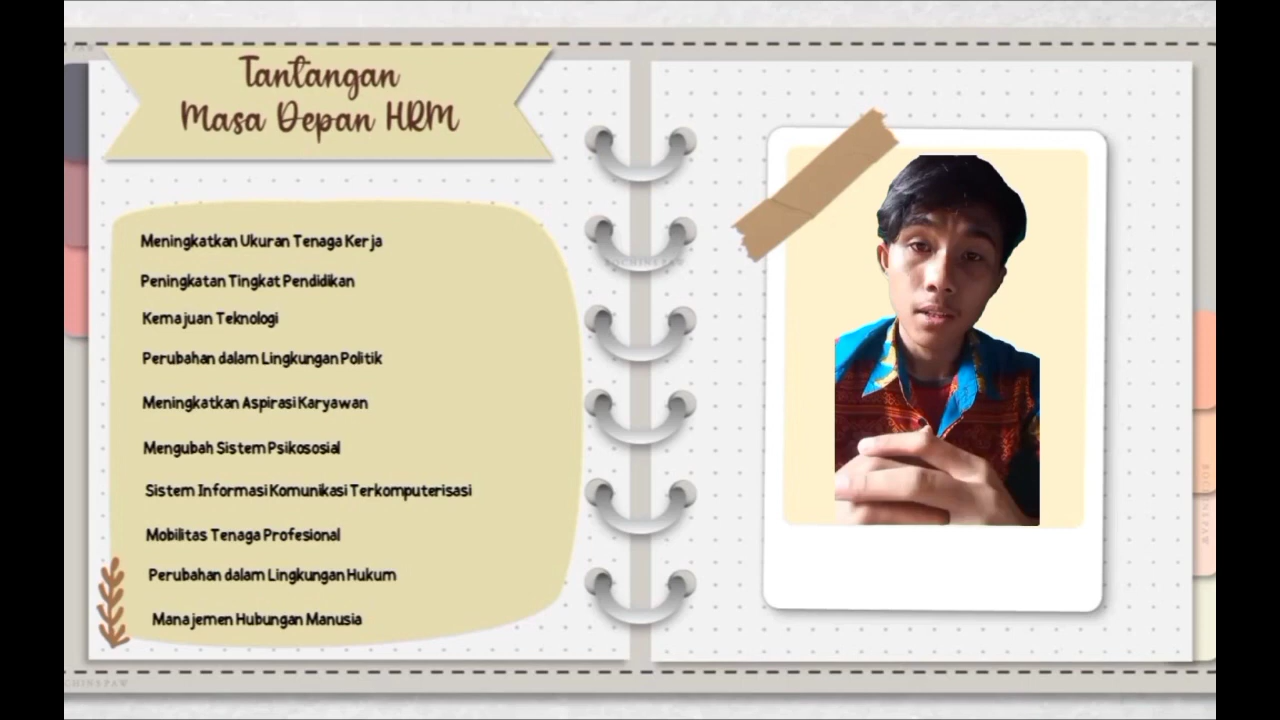 Tantangan
Masa Depan HRM
Meningkatkan Ukuran Tenaga Kerja
Peningkatan Tingkat Pendidikan
Kemajuan Teknologi
Perubahan dalam Lingkungan Politik
Meningkatkan Aspirasi Karyawan
Mengubah Sistem Psikososial
Sistem Informasi Komunikasi Terkomputerisasi
Mobilitas Tenaga Profesional
Perubahan dalam Lingkungan Hukum
Manajemen Hubungan Manusia